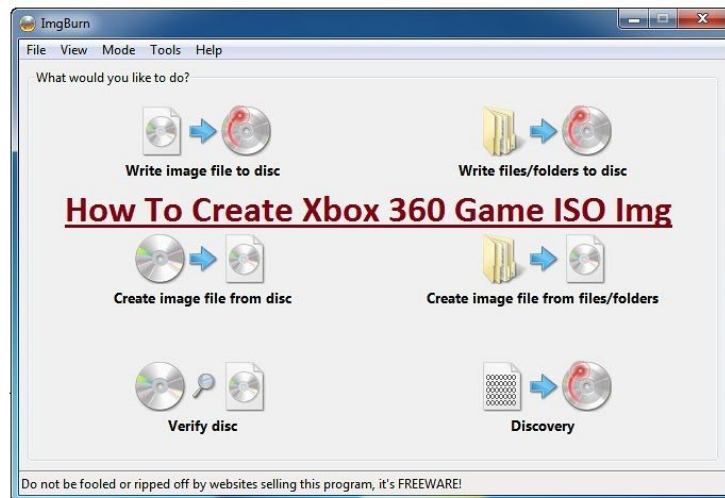 ImgBurn
File View Mode Tools Help
What would you like to do?
Write image file to disc
Write files/folders to disc
How To Create Xbox 360 Game ISO Img
Create image file from disc
Create image file from files/folders
Verify disc
Discovery
Do not be fooled or ripped off by websites selling this program, it's FREEWARE!